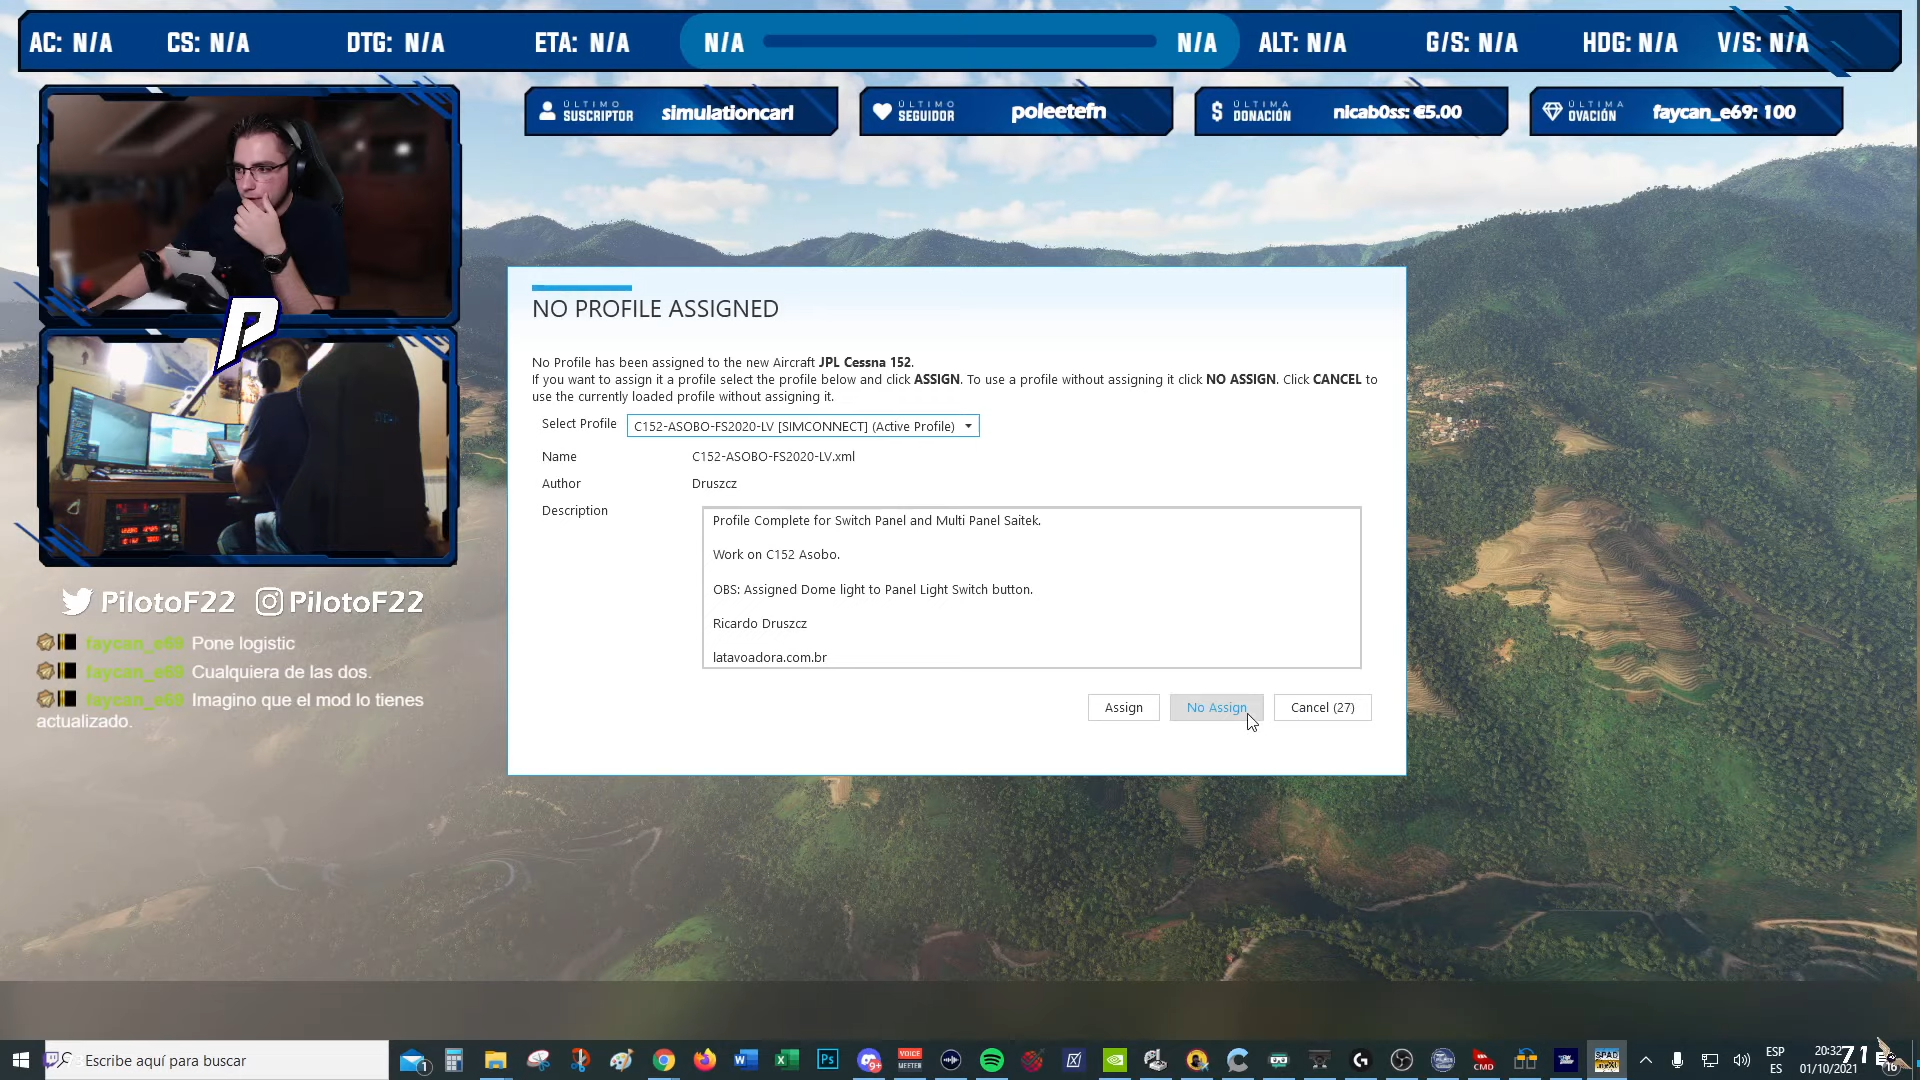 AC: N/A CS: N/A DTG: N/A ETA: N/A N/A N/A ALT: N/A G/S: N/A HDG: N/A V/S: N/A
ÚLTIMO SUSCRIPTOR simulationcarl
ÚLTIMO SEGUIDOR poleetefn
ÚLTIMA DONACIÓN nicab0ss: €5.00
ÚLTIMA OVACIÓN faycan_e69: 100
P
PilotoF22 PilotoF22
faycan_e69 Pone logistic
faycan_e69 Cualquiera de las dos.
faycan_e69 Imagino que el mod lo tienes
actualizado.
NO PROFILE ASSIGNED
No Profile has been assigned to the new Aircraft JPL Cessna 152.
If you want to assign it a profile select the profile below and click ASSIGN. To use a profile without assigning it click NO ASSIGN. Click CANCEL to
use the currently loaded profile without assigning it.
Select Profile C152-ASOBO-FS2020-LV [SIMCONNECT] (Active Profile)
Name C152-ASOBO-FS2020-LV.xml
Author Druszcz
Description
Profile Complete for Switch Panel and Multi Panel Saitek.
Work on C152 Asobo.
OBS: Assigned Dome light to Panel Light Switch button.
Ricardo Druszcz
latavoadora.com.br
Assign No Assign Cancel (27)
Escribe aquí para buscar
ESP
ES
20:32
01/10/2021
71
16